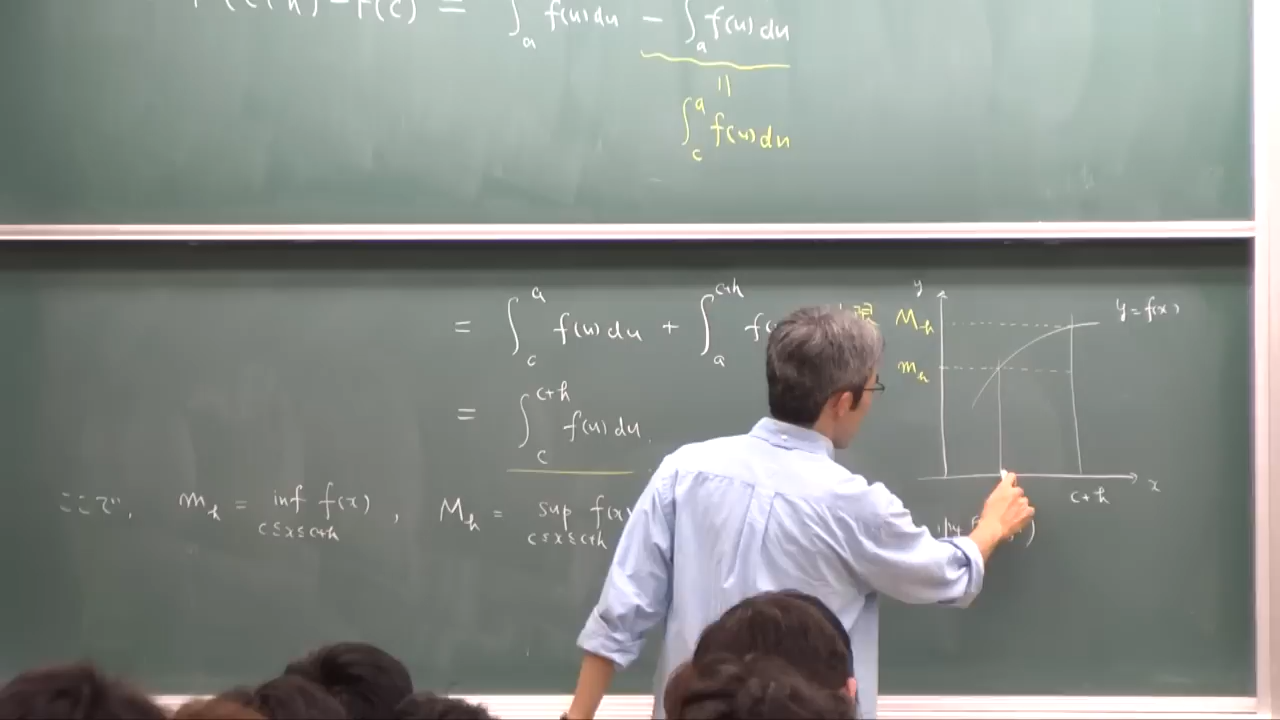 F(c+h) - F(c) = ∫_a f(u)du - ∫_a f(u)du
||
∫_c^a f(u)du
= ∫_c^a f(u)du + ∫_a^{c+h} f(u
= ∫_c^{c+h} f(u)du.
ここで, m_h = inf_{c≤x≤c+h} f(x), M_h = sup_{c≤x≤c+h} f(x)
y
M_h
m_h
y = f(x)
x
c+h